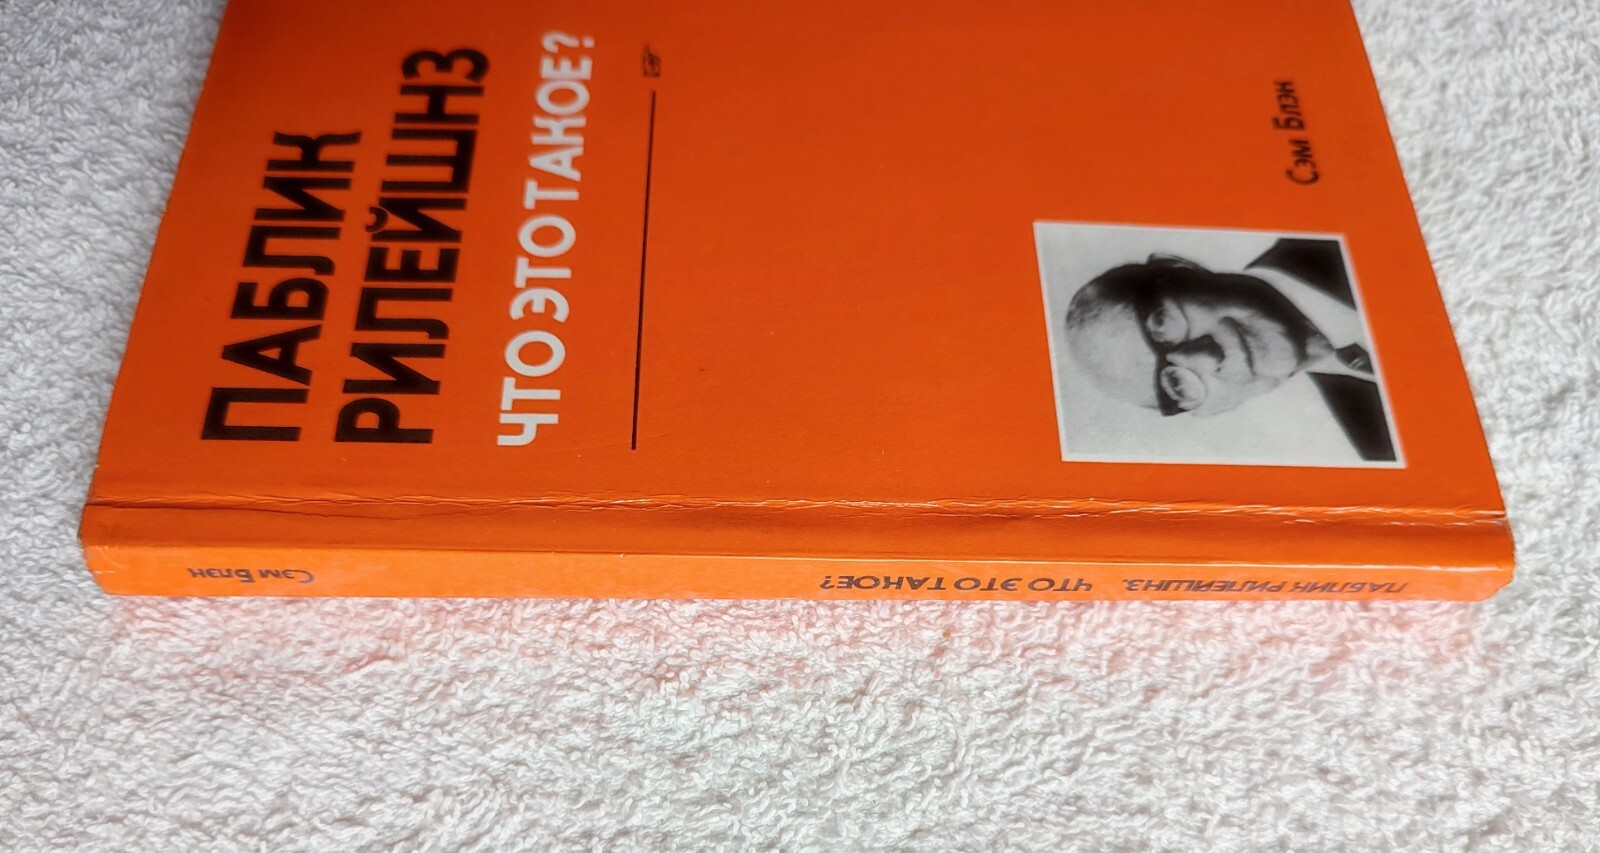 ПАБЛИК
РИЛЕЙШНЗ
ЧТО ЭТО ТАКОЕ?
Сэм Блэк
ПАБЛИК РИЛЕЙШНЗ. ЧТО ЭТО ТАКОЕ?
Сэм Блэк